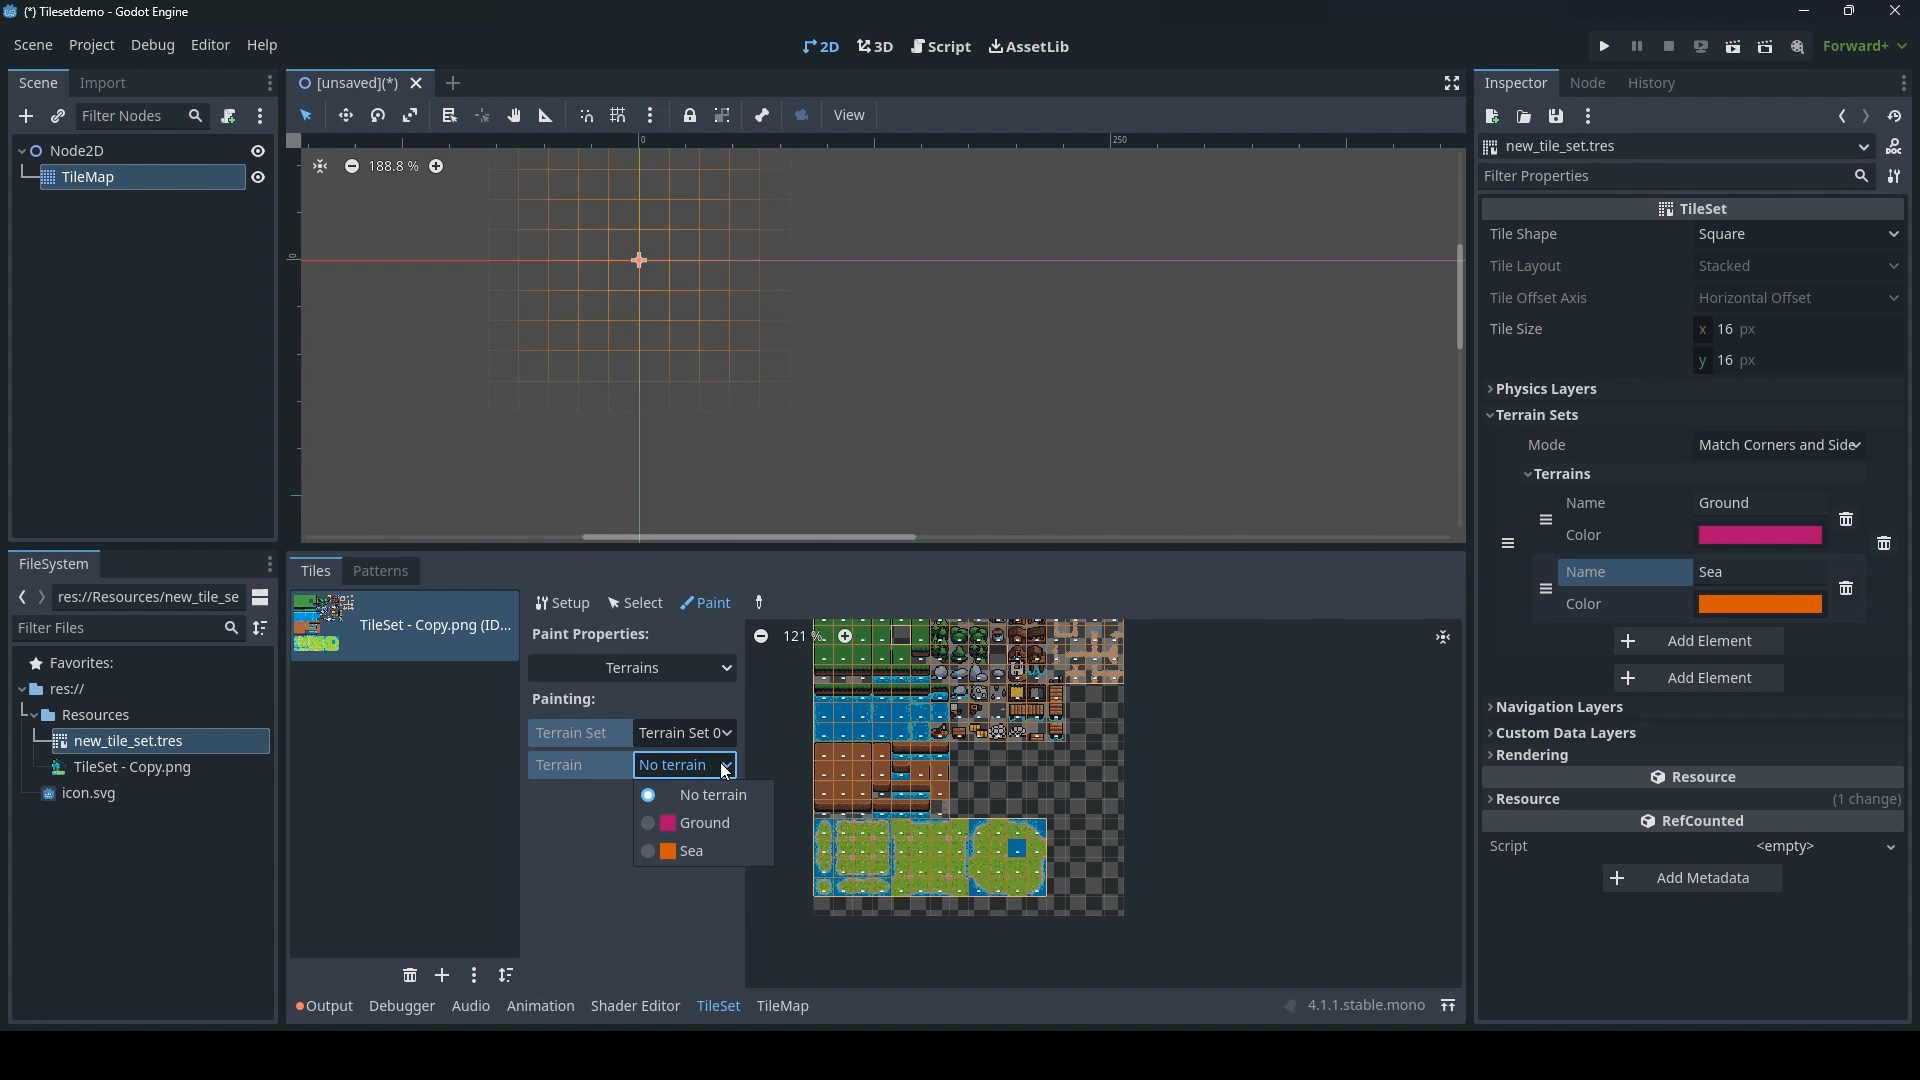 (*) Tilesetdemo - Godot Engine
Scene Project Debug Editor Help
2D 3D Script AssetLib
Forward+
Scene Import
Filter Nodes
Node2D
TileMap
[unsaved](*)
View
0
250
0
188.8 %
Inspector Node History
new_tile_set.tres
Filter Properties
TileSet
Tile Shape Square
Tile Layout Stacked
Tile Offset Axis Horizontal Offset
Tile Size x 16 px
y 16 px
Physics Layers
Terrain Sets
Mode Match Corners and Side
Terrains
Name Ground
Color
Name Sea
Color
Add Element
Add Element
Navigation Layers
Custom Data Layers
Rendering
Resource
Resource (1 change)
RefCounted
Script <empty>
Add Metadata
FileSystem
res://Resources/new_tile_se
Filter Files
Favorites:
res://
Resources
new_tile_set.tres
TileSet - Copy.png
icon.svg
Tiles Patterns
TileSet - Copy.png (ID...
Setup Select Paint
Paint Properties:
Terrains
Painting:
Terrain Set Terrain Set 0
Terrain No terrain
No terrain
Ground
Sea
121 %
Output Debugger Audio Animation Shader Editor TileSet TileMap
4.1.1.stable.mono